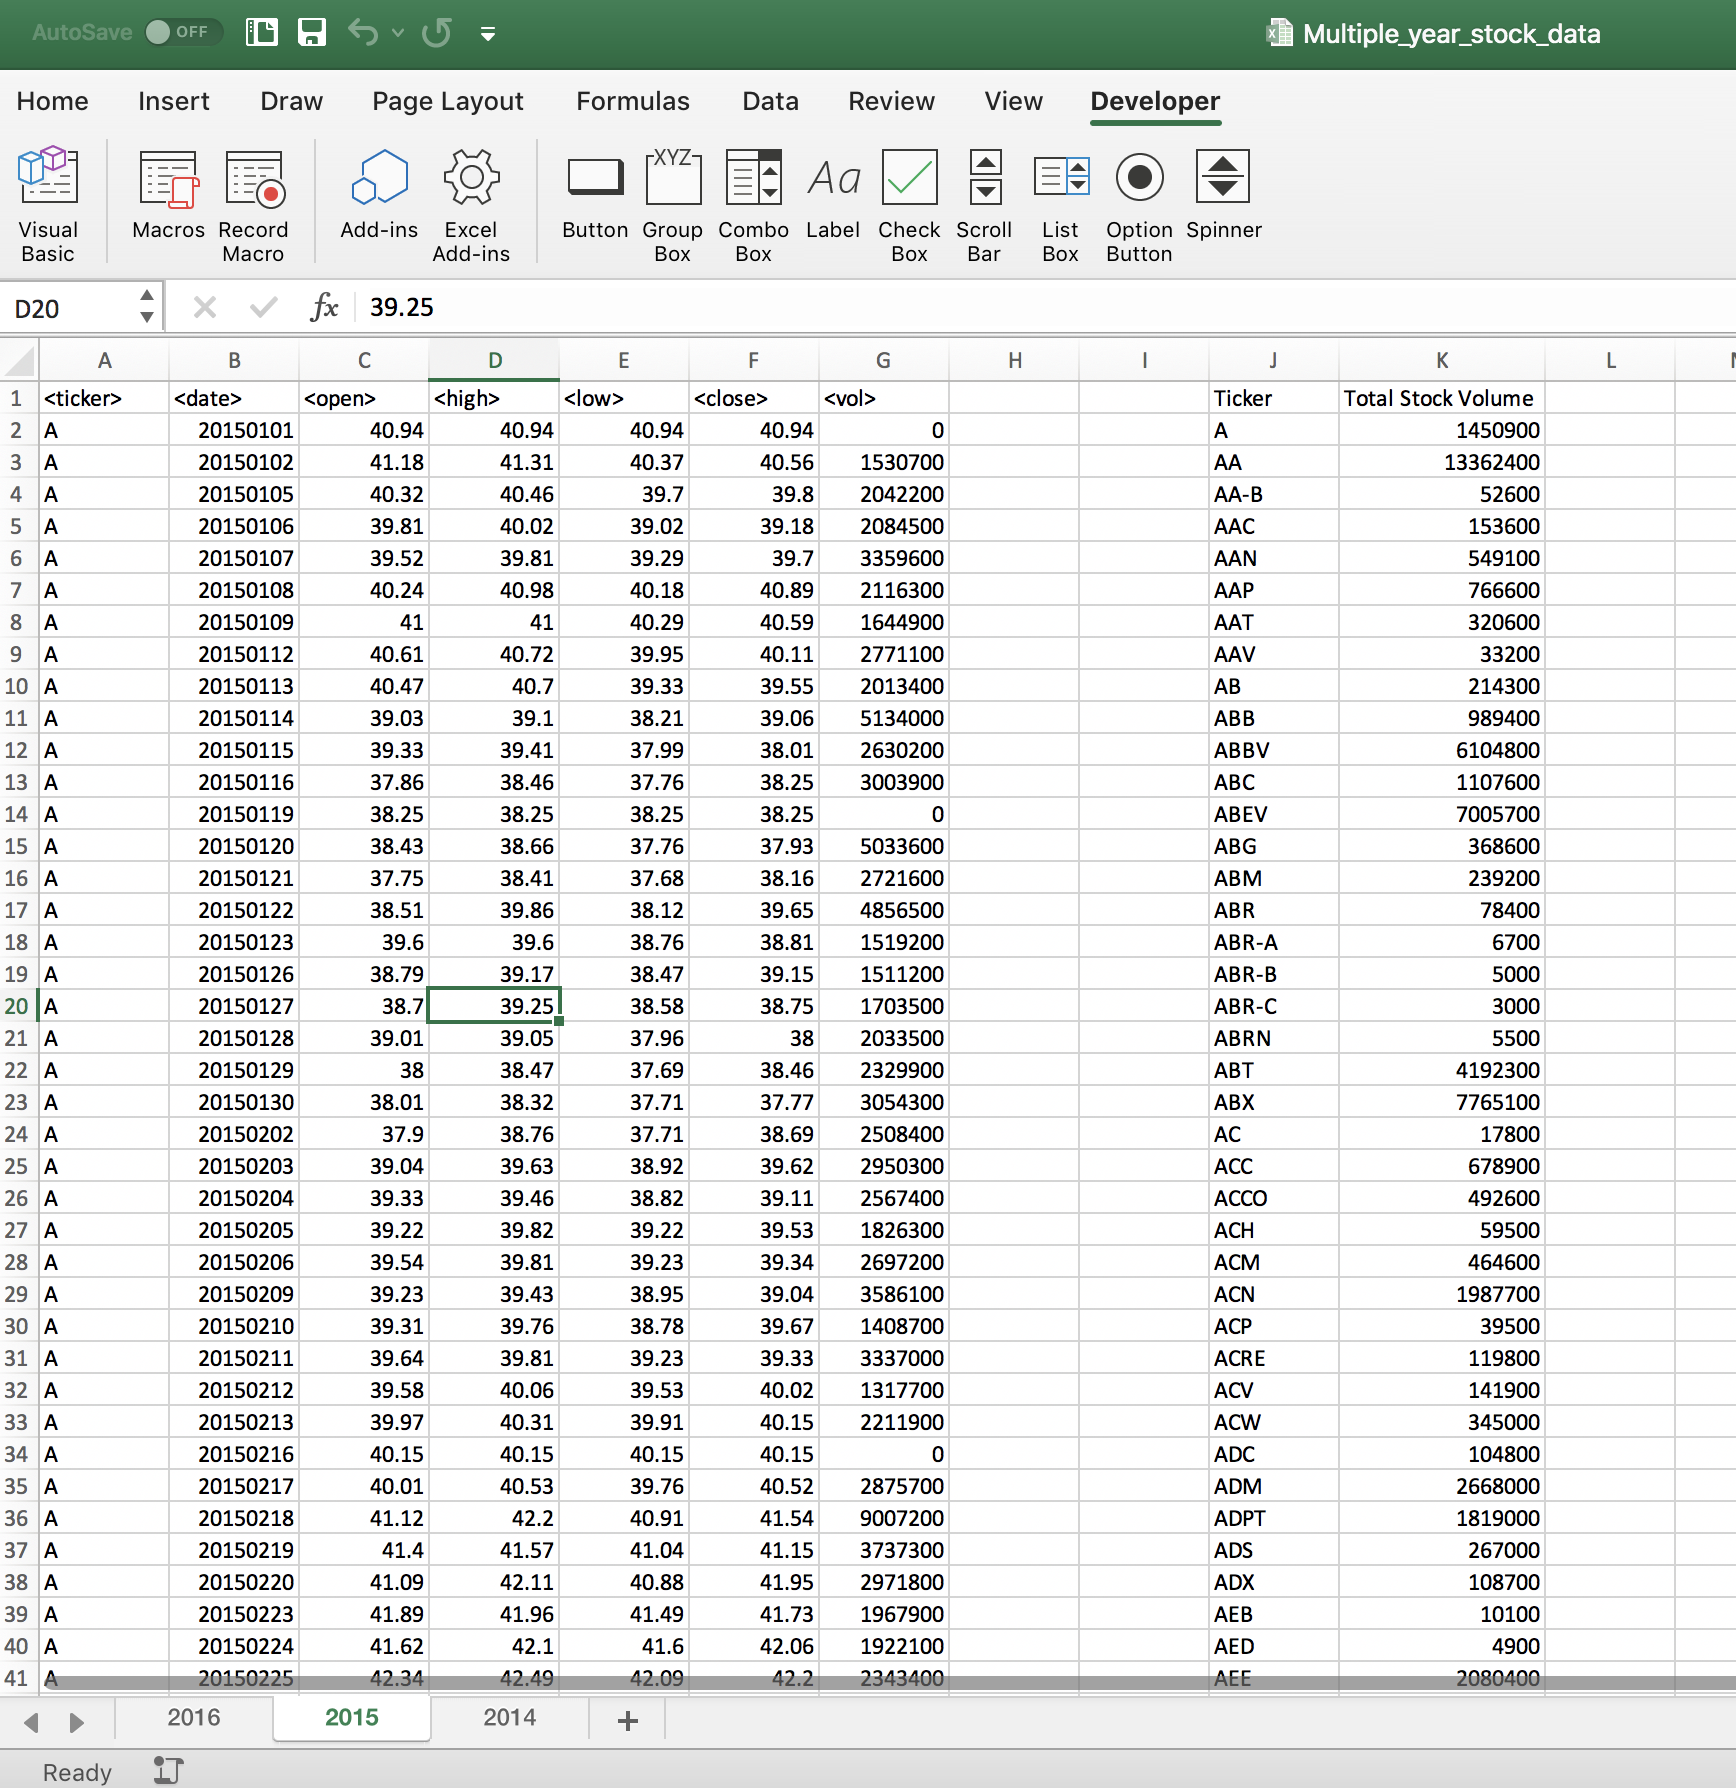 AutoSave OFF Multiple_year_stock_data
Home Insert Draw Page Layout Formulas Data Review View Developer
XYZ Aa
Visual Basic Macros Record Macro Add-ins Excel Add-ins Button Group Box Combo Box Label Check Box Scroll Bar List Box Option Button Spinner
D20 fx 39.25
A B C D E F G H I J K L
1 <ticker> <date> <open> <high> <low> <close> <vol> Ticker Total Stock Volume
2 A 20150101 40.94 40.94 40.94 40.94 0 A 1450900
3 A 20150102 41.18 41.31 40.37 40.56 1530700 AA 13362400
4 A 20150105 40.32 40.46 39.7 39.8 2042200 AA-B 52600
5 A 20150106 39.81 40.02 39.02 39.18 2084500 AAC 153600
6 A 20150107 39.52 39.81 39.29 39.7 3359600 AAN 549100
7 A 20150108 40.24 40.98 40.18 40.89 2116300 AAP 766600
8 A 20150109 41 41 40.29 40.59 1644900 AAT 320600
9 A 20150112 40.61 40.72 39.95 40.11 2771100 AAV 33200
10 A 20150113 40.47 40.7 39.33 39.55 2013400 AB 214300
11 A 20150114 39.03 39.1 38.21 39.06 5134000 ABB 989400
12 A 20150115 39.33 39.41 37.99 38.01 2630200 ABBV 6104800
13 A 20150116 37.86 38.46 37.76 38.25 3003900 ABC 1107600
14 A 20150119 38.25 38.25 38.25 38.25 0 ABEV 7005700
15 A 20150120 38.43 38.66 37.76 37.93 5033600 ABG 368600
16 A 20150121 37.75 38.41 37.68 38.16 2721600 ABM 239200
17 A 20150122 38.51 39.86 38.12 39.65 4856500 ABR 78400
18 A 20150123 39.6 39.6 38.76 38.81 1519200 ABR-A 6700
19 A 20150126 38.79 39.17 38.47 39.15 1511200 ABR-B 5000
20 A 20150127 38.7 39.25 38.58 38.75 1703500 ABR-C 3000
21 A 20150128 39.01 39.05 37.96 38 2033500 ABRN 5500
22 A 20150129 38 38.47 37.69 38.46 2329900 ABT 4192300
23 A 20150130 38.01 38.32 37.71 37.77 3054300 ABX 7765100
24 A 20150202 37.9 38.76 37.71 38.69 2508400 AC 17800
25 A 20150203 39.04 39.63 38.92 39.62 2950300 ACC 678900
26 A 20150204 39.33 39.46 38.82 39.11 2567400 ACCO 492600
27 A 20150205 39.22 39.82 39.22 39.53 1826300 ACH 59500
28 A 20150206 39.54 39.81 39.23 39.34 2697200 ACM 464600
29 A 20150209 39.23 39.43 38.95 39.04 3586100 ACN 1987700
30 A 20150210 39.31 39.76 38.78 39.67 1408700 ACP 39500
31 A 20150211 39.64 39.81 39.23 39.33 3337000 ACRE 119800
32 A 20150212 39.58 40.06 39.53 40.02 1317700 ACV 141900
33 A 20150213 39.97 40.31 39.91 40.15 2211900 ACW 345000
34 A 20150216 40.15 40.15 40.15 40.15 0 ADC 104800
35 A 20150217 40.01 40.53 39.76 40.52 2875700 ADM 2668000
36 A 20150218 41.12 42.2 40.91 41.54 9007200 ADPT 1819000
37 A 20150219 41.4 41.57 41.04 41.15 3737300 ADS 267000
38 A 20150220 41.09 42.11 40.88 41.95 2971800 ADX 108700
39 A 20150223 41.89 41.96 41.49 41.73 1967900 AEB 10100
40 A 20150224 41.62 42.1 41.6 42.06 1922100 AED 4900
41 A 20150225 42.34 42.49 42.09 42.2 2343400 AEE 2080400
2016 2015 2014 +
Ready